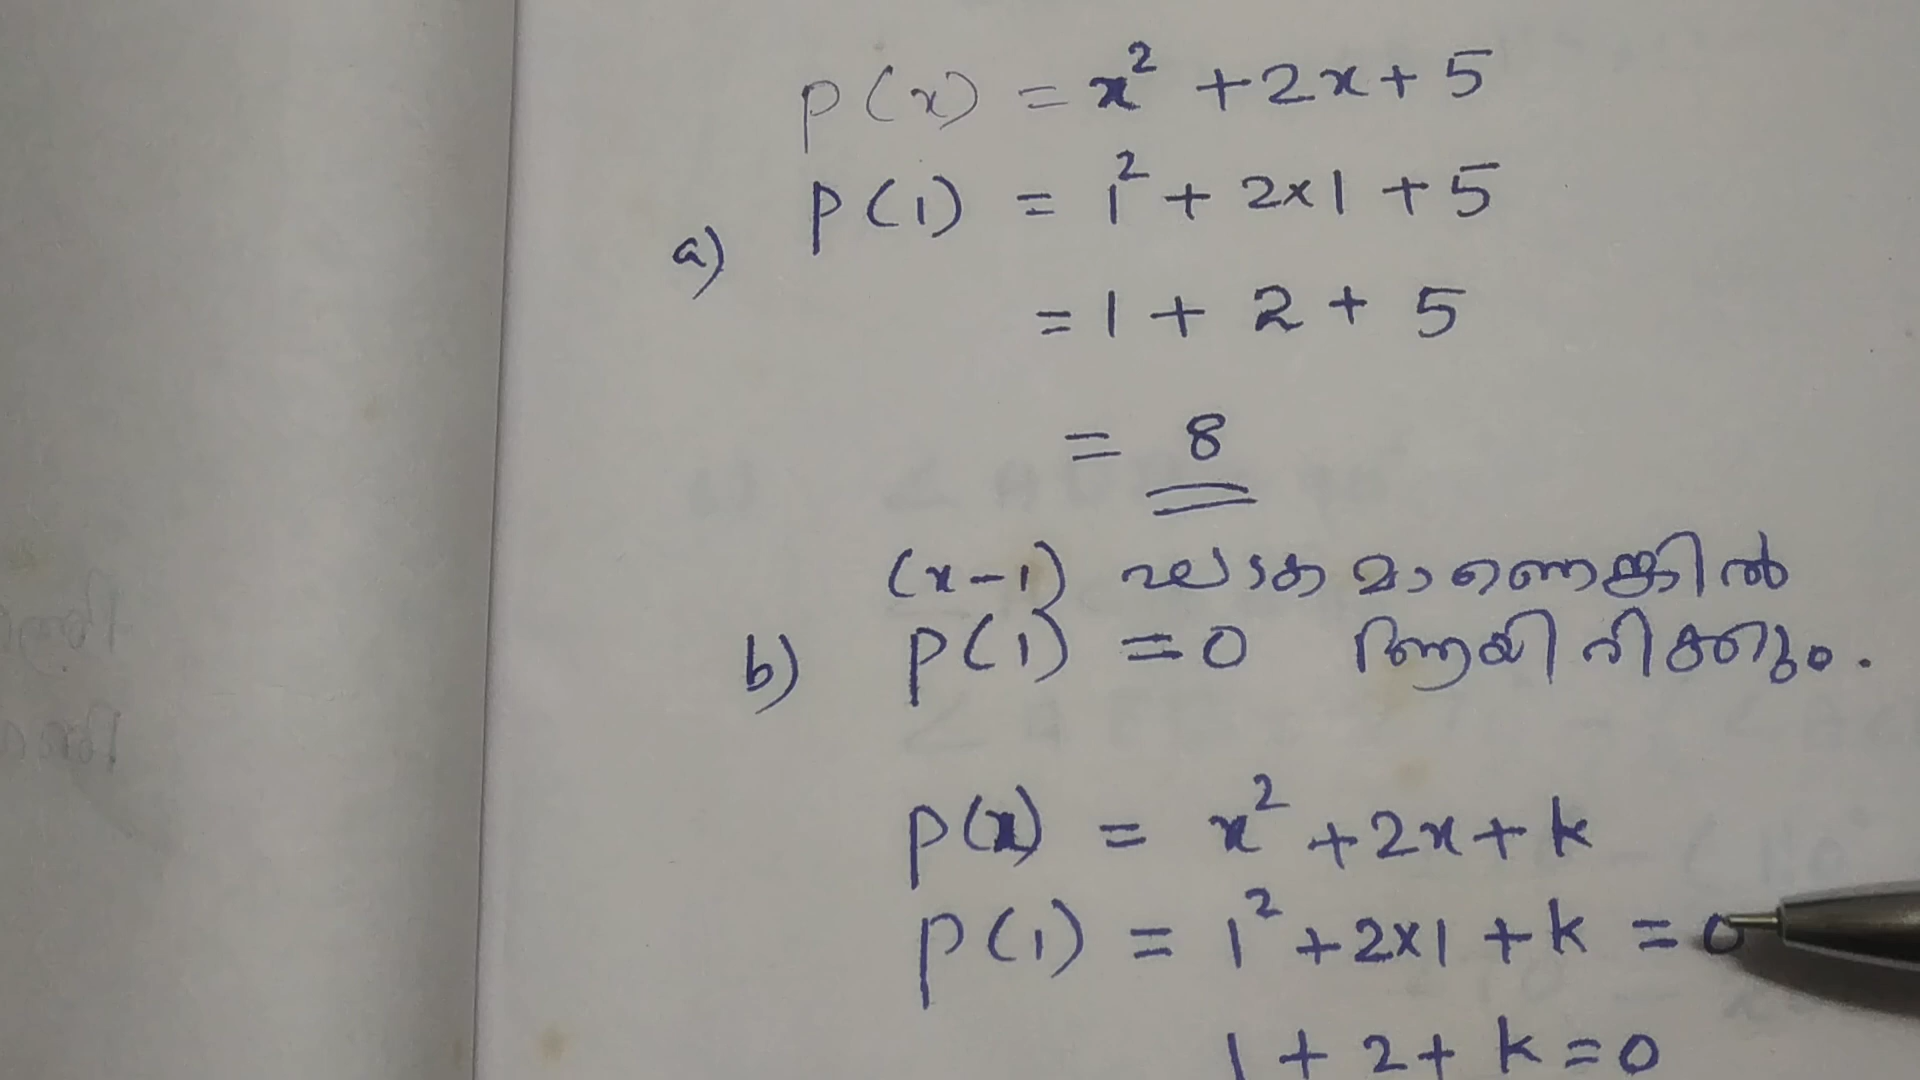 p(x) = x² + 2x + 5
p(1) = 1² + 2×1 + 5
a)
= 1 + 2 + 5
= 8
(x-1) ഘടകമാണെങ്കിൽ
b) p(1) = 0 ആയിരിക്കും.
p(x) = x² + 2x + k
p(1) = 1² + 2×1 + k = 0
1 + 2 + k = 0